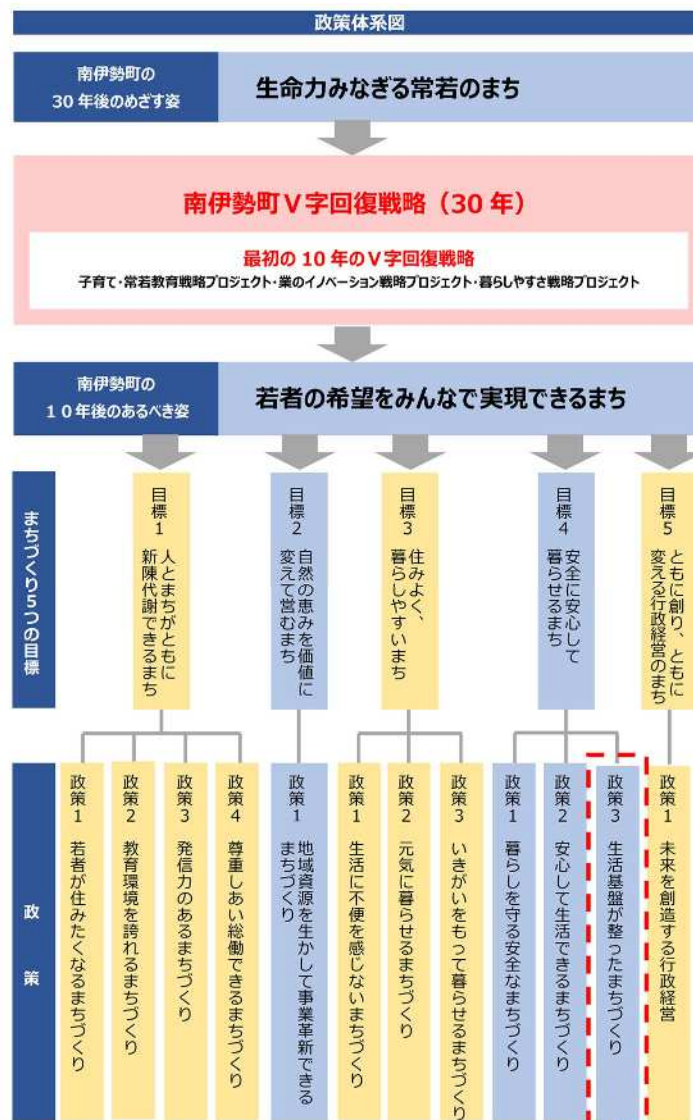 政策体系図
南伊勢町の
30年後のめざす姿
生命力みなぎる常若のまち
南伊勢町V字回復戦略（30年）
最初の10年のV字回復戦略
子育て・常若教育戦略プロジェクト・業のイノベーション戦略プロジェクト・暮らしやすさ戦略プロジェクト
南伊勢町の
10年後のあるべき姿
若者の希望をみんなで実現できるまち
まちづくり5つの目標
目標1
人とまちがともに
新陳代謝できるまち
目標2
自然の恵みを価値に
変えて営むまち
目標3
住みよく、
暮らしやすいまち
目標4
安全に安心して
暮らせるまち
目標5
ともに創り、ともに
変える行政経営のまち
政策
政策1 若者が住みたくなるまちづくり
政策2 教育環境を誇れるまちづくり
政策3 発信力のあるまちづくり
政策4 尊重しあい総働できるまちづくり
政策1 地域資源を生かして事業革新できる
まちづくり
政策1 生活に不便を感じないまちづくり
政策2 元気に暮らせるまちづくり
政策3 いきがいをもって暮らせるまちづくり
政策1 暮らしを守る安全なまちづくり
政策2 安心して生活できるまちづくり
政策3 生活基盤が整ったまちづくり
政策1 未来を創造する行政経営